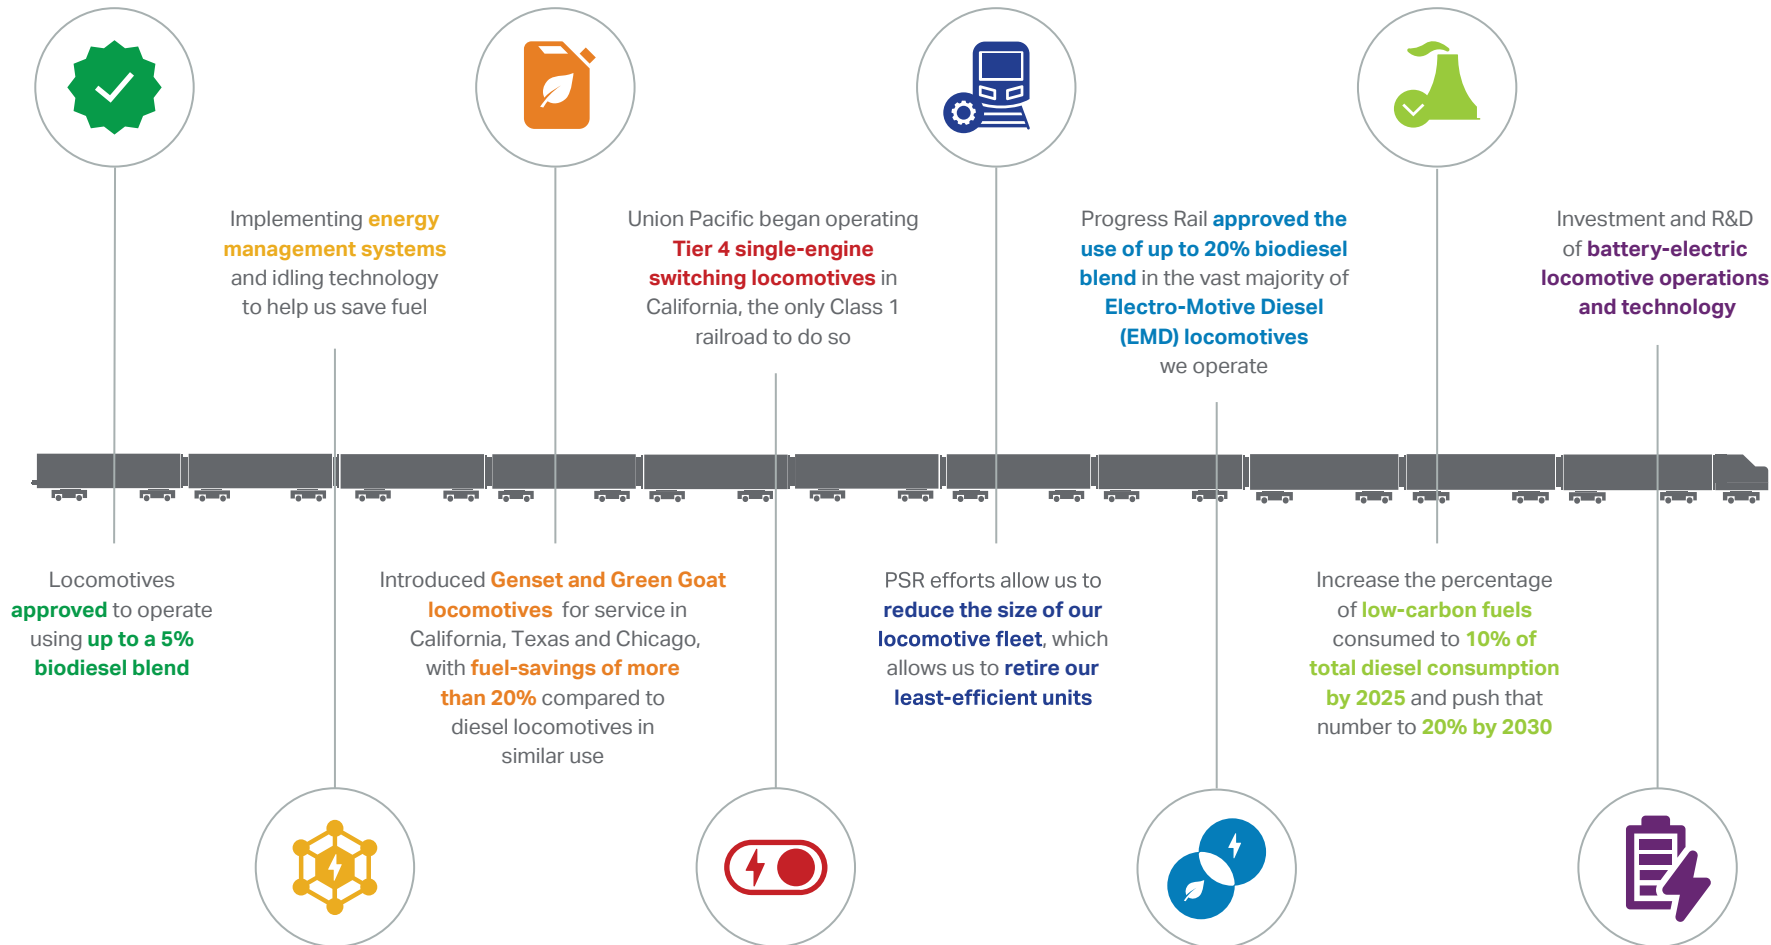 Implementing energy
management systems
and idling technology
to help us save fuel
Union Pacific began operating
Tier 4 single-engine
switching locomotives in
California, the only Class 1
railroad to do so
Progress Rail approved the
use of up to 20% biodiesel
blend in the vast majority of
Electro-Motive Diesel
(EMD) locomotives
we operate
Investment and R&D
of battery-electric
locomotive operations
and technology
Locomotives
approved to operate
using up to a 5%
biodiesel blend
Introduced Genset and Green Goat
locomotives for service in
California, Texas and Chicago,
with fuel-savings of more
than 20% compared to
diesel locomotives in
similar use
PSR efforts allow us to
reduce the size of our
locomotive fleet, which
allows us to retire our
least-efficient units
Increase the percentage
of low-carbon fuels
consumed to 10% of
total diesel consumption
by 2025 and push that
number to 20% by 2030